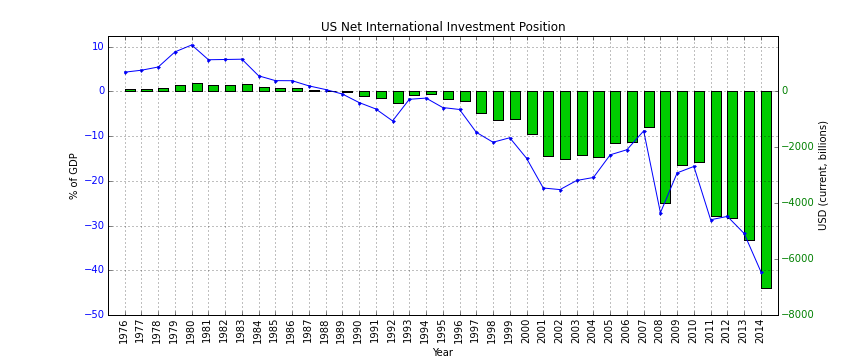 US Net International Investment Position
10
0
−10
−20
−30
−40
−50
% of GDP
0
−2000
−4000
−6000
−8000
USD (current, billions)
1976 1977 1978 1979 1980 1981 1982 1983 1984 1985 1986 1987 1988 1989 1990 1991 1992 1993 1994 1995 1996 1997 1998 1999 2000 2001 2002 2003 2004 2005 2006 2007 2008 2009 2010 2011 2012 2013 2014
Year